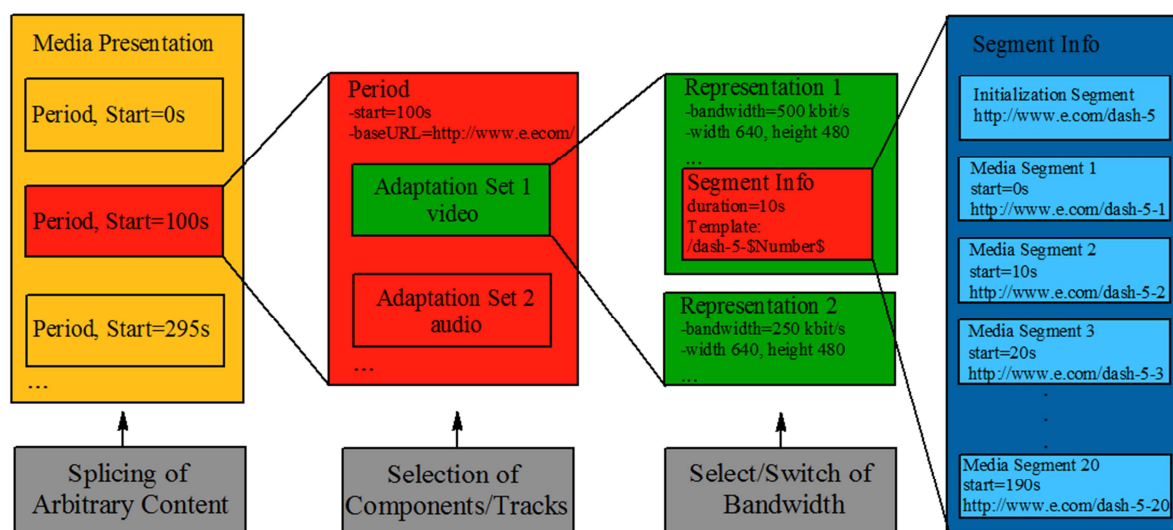 Media Presentation
Period, Start=0s
Period, Start=100s
Period, Start=295s
...
Splicing of
Arbitrary Content
Period
-start=100s
-baseURL=http://www.e.ecom/
Adaptation Set 1
video
Adaptation Set 2
audio
...
Selection of
Components/Tracks
Representation 1
-bandwidth=500 kbit/s
-width 640, height 480
...
Segment Info
duration=10s
Template:
/dash-5-$Number$
Representation 2
-bandwidth=250 kbit/s
-width 640, height 480
...
Select/Switch of
Bandwidth
Segment Info
Initialization Segment
http://www.e.com/dash-5
Media Segment 1
start=0s
http://www.e.com/dash-5-1
Media Segment 2
start=10s
http://www.e.com/dash-5-2
Media Segment 3
start=20s
http://www.e.com/dash-5-3
.
.
.
Media Segment 20
start=190s
http://www.e.com/dash-5-20